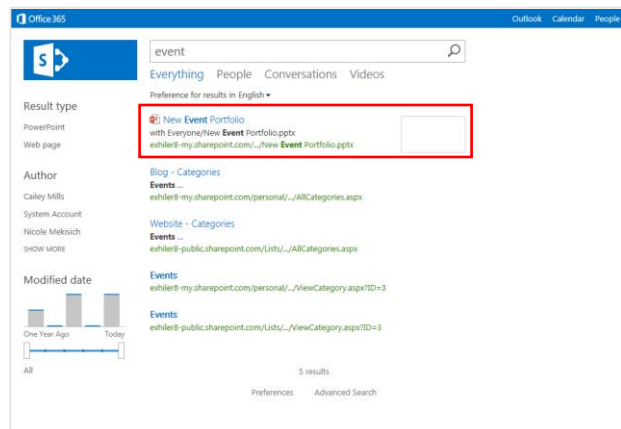 Office 365
Outlook Calendar People
S
event
Everything People Conversations Videos
Preference for results in English
Result type
PowerPoint
Web page
Author
Cailey Mills
System Account
Nicole Mekisich
SHOW MORE
Modified date
One Year Ago Today
All
New Event Portfolio
with Everyone/New Event Portfolio.pptx
exhiler8-my.sharepoint.com/.../New Event Portfolio.pptx
Blog - Categories
Events ...
exhiler8-my.sharepoint.com/personal/.../AllCategories.aspx
Website - Categories
Events ...
exhiler8-public.sharepoint.com/Lists/.../AllCategories.aspx
Events
exhiler8-my.sharepoint.com/personal/.../ViewCategory.aspx?ID=3
Events
exhiler8-public.sharepoint.com/Lists/.../ViewCategory.aspx?ID=3
5 results
Preferences Advanced Search